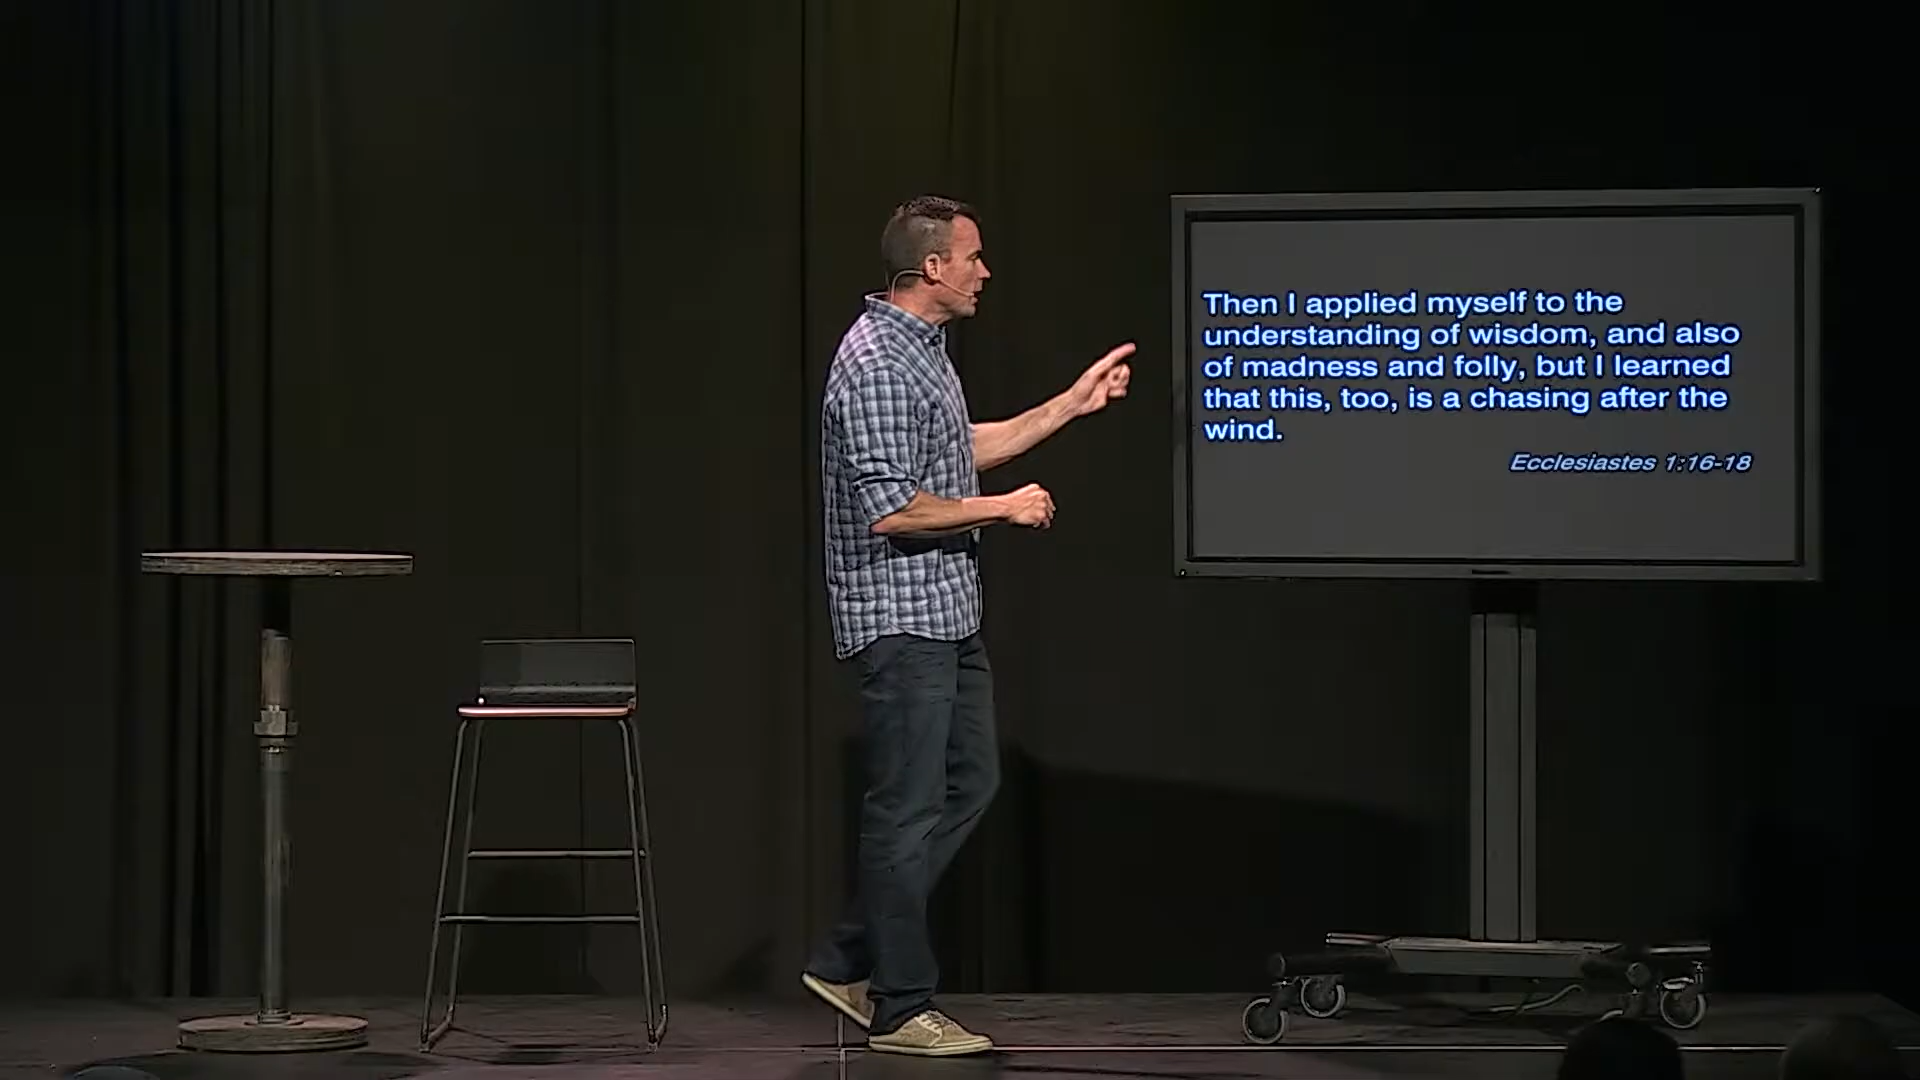 Then I applied myself to the
understanding of wisdom, and also
of madness and folly, but I learned
that this, too, is a chasing after the
wind.
Ecclesiastes 1:16-18